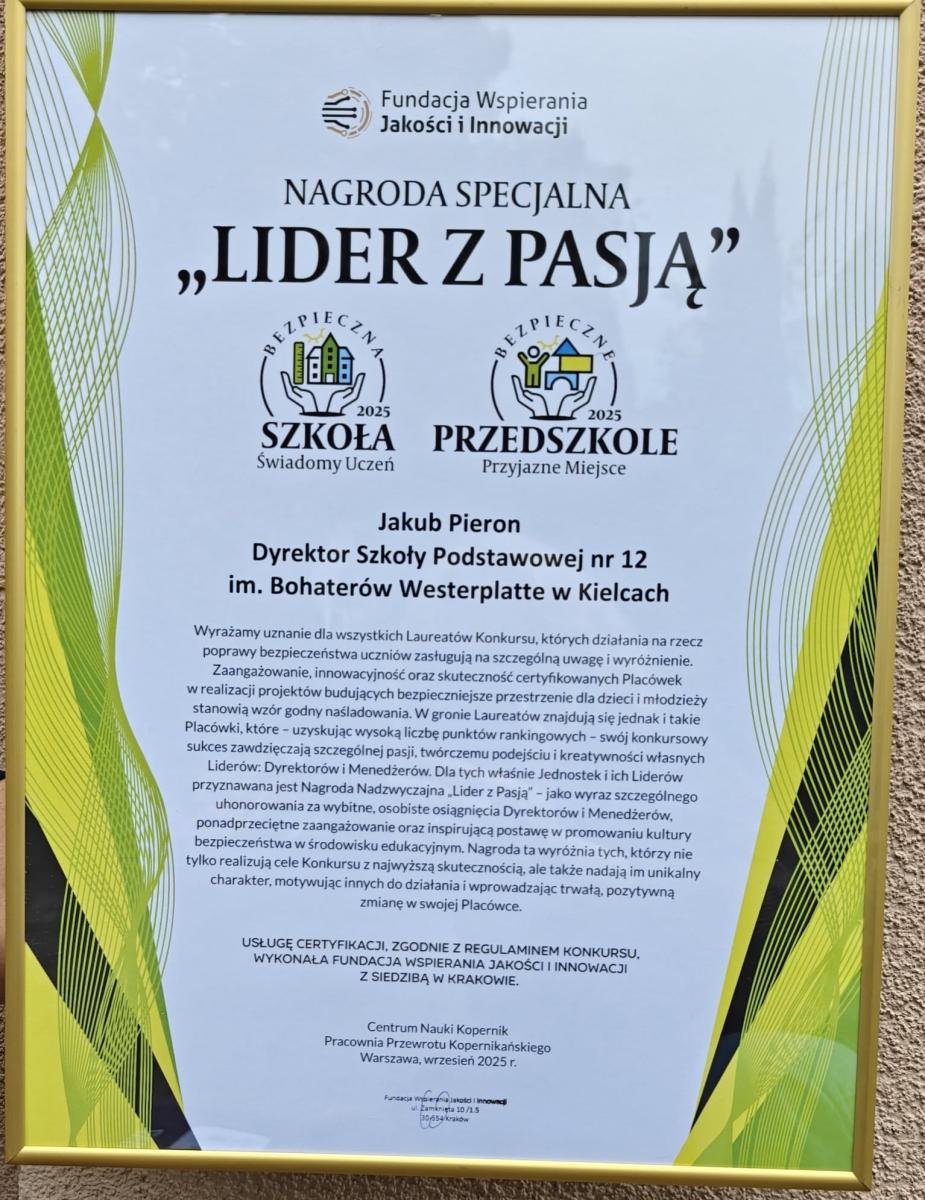 Fundacja Wspierania
Jakości i Innowacji
NAGRODA SPECJALNA
„LIDER Z PASJĄ”
BEZPIECZNA
2025
SZKOŁA
Świadomy Uczeń
BEZPIECZNE
2025
PRZEDSZKOLE
Przyjazne Miejsce
Jakub Pieron
Dyrektor Szkoły Podstawowej nr 12
im. Bohaterów Westerplatte w Kielcach
Wyrażamy uznanie dla wszystkich Laureatów Konkursu, których działania na rzecz
poprawy bezpieczeństwa uczniów zasługują na szczególną uwagę i wyróżnienie.
Zaangażowanie, innowacyjność oraz skuteczność certyfikowanych Placówek
w realizacji projektów budujących bezpieczniejsze przestrzenie dla dzieci i młodzieży
stanowią wzór godny naśladowania. W gronie Laureatów znajdują się jednak i takie
Placówki, które – uzyskując wysoką liczbę punktów rankingowych – swój konkursowy
sukces zawdzięczają szczególnej pasji, twórczemu podejściu i kreatywności własnych
Liderów: Dyrektorów i Menedżerów. Dla tych właśnie Jednostek i ich Liderów
przyznawana jest Nagroda Nadzwyczajna „Lider z Pasją” – jako wyraz szczególnego
uhonorowania za wybitne, osobiste osiągnięcia Dyrektorów i Menedżerów,
ponadprzeciętne zaangażowanie oraz inspirującą postawę w promowaniu kultury
bezpieczeństwa w środowisku edukacyjnym. Nagroda ta wyróżnia tych, którzy nie
tylko realizują cele Konkursu z najwyższą skutecznością, ale także nadają im unikalny
charakter, motywując innych do działania i wprowadzając trwałą, pozytywną
zmianę w swojej Placówce.
USŁUGĘ CERTYFIKACJI, ZGODNIE Z REGULAMINEM KONKURSU,
WYKONAŁA FUNDACJA WSPIERANIA JAKOŚCI I INNOWACJI
Z SIEDZIBĄ W KRAKOWIE.
Centrum Nauki Kopernik
Pracownia Przewrotu Kopernikańskiego
Warszawa, wrzesień 2025 r.
Fundacja Wspierania Jakości i Innowacji
ul. Zamknięta 10 /1.5
30-554 Kraków